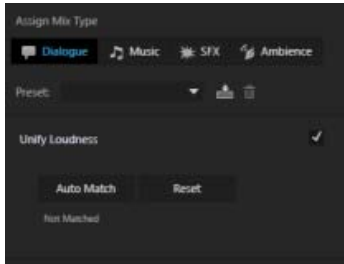 Assign Mix Type
Dialogue Music SFX Ambience
Preset:
Unify Loudness
Auto Match Reset
Not Matched